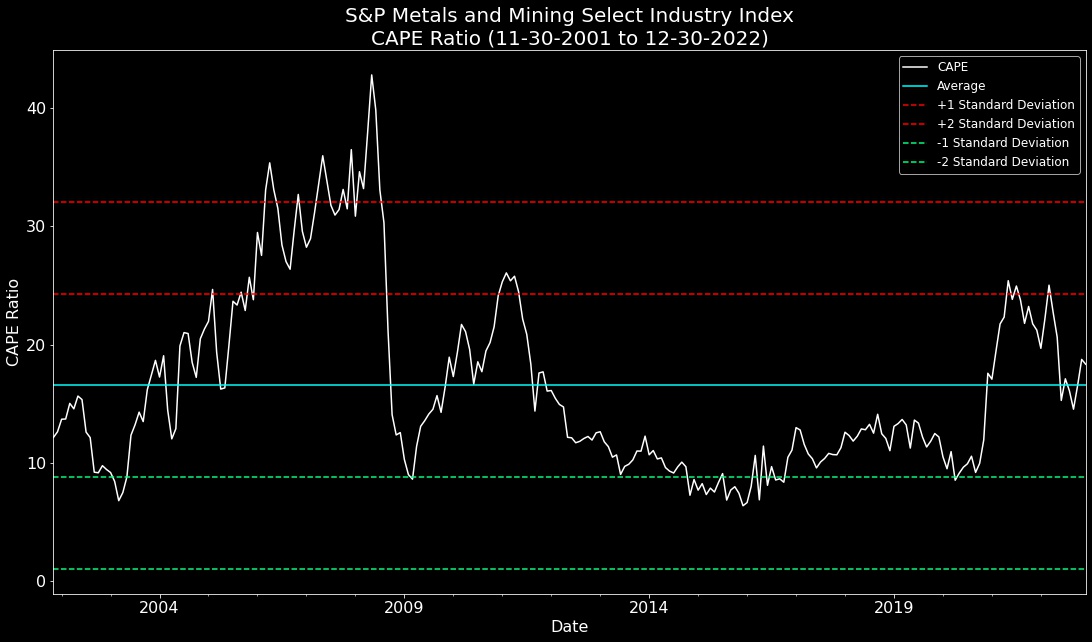 S&P Metals and Mining Select Industry Index
CAPE Ratio (11-30-2001 to 12-30-2022)
CAPE
Average
+1 Standard Deviation
+2 Standard Deviation
-1 Standard Deviation
-2 Standard Deviation
CAPE Ratio
40
30
20
10
0
2004
2009
2014
2019
Date